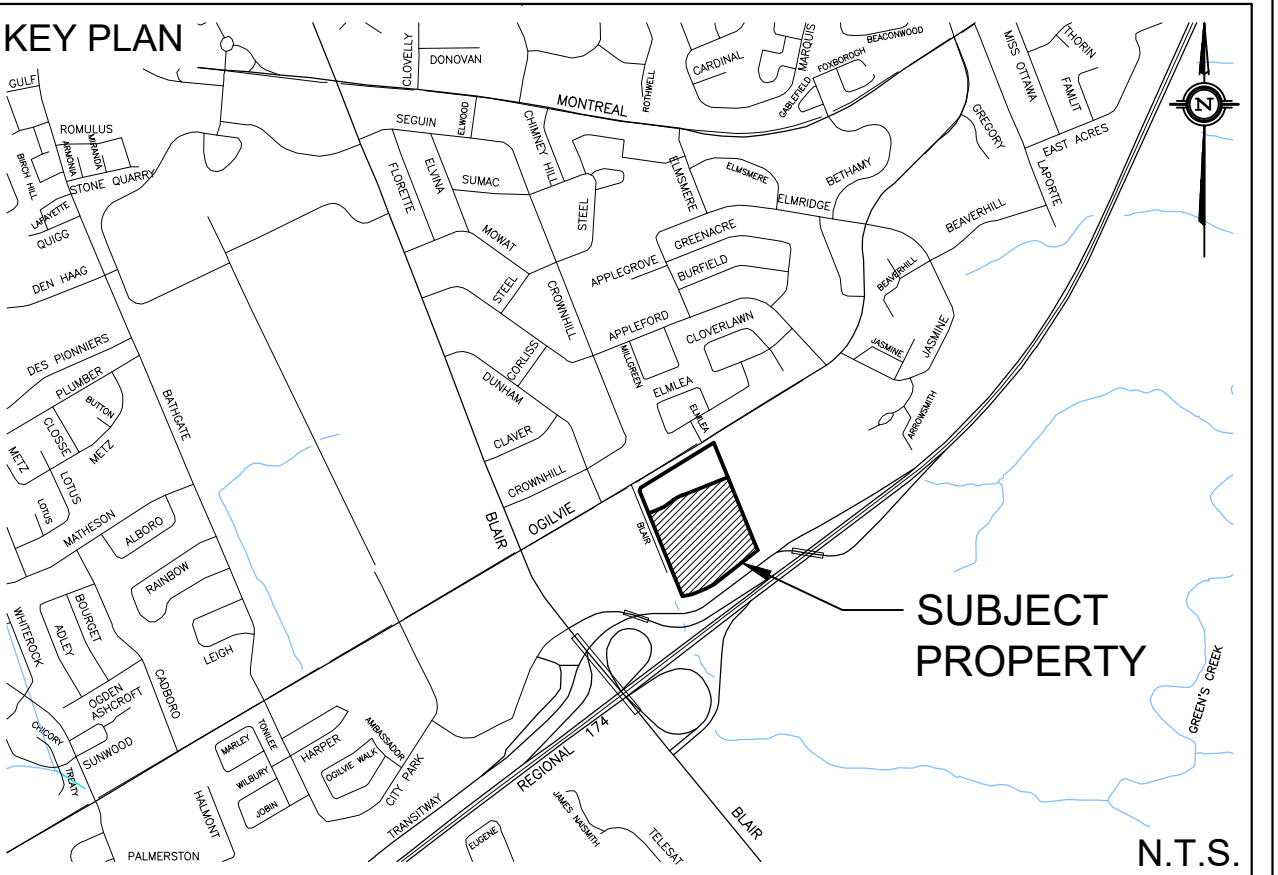 KEY PLAN
GULF
ROMULUS
ARMONIA
MIRANDA
BIRCH HILL
STONE QUARRY
LAFAYETTE
QUIGG
DEN HAAG
CLOVELLY
DONOVAN
SEGUIN
ELWOOD
MONTREAL
ROTHWELL
CARDINAL
MARQUIS
BEACONWOOD
FOXBOROGH
GABLEFIELD
MISS OTTAWA
THORIN
FAMLIT
GREGORY
EAST ACRES
LAPORTE
N
CHIMNEY HILL
FLORETTE
ELVINA
SUMAC
STEEL
MOWAT
STEEL
ELMSMERE
ELMSMERE
BETHAMY
ELMRIDGE
BEAVERHILL
GREENACRE
APPLEGROVE
BURFIELD
BEAVERHILL
CROWNHILL
APPLEFORD
CLOVERLAWN
MILLGREEN
JASMINE
JASMINE
DES PIONNIERS
PLUMBER
BUTTON
BATHGATE
CORLISS
DUNHAM
ELMLEA
ELMLEA
ARROWSMITH
CLOSSE
METZ
METZ
LOTUS
LOTUS
CLAVER
CROWNHILL
MATHESON
ALBORO
BLAIR
OGILVIE
BLAIR
RAINBOW
WHITEROCK
ADLEY
BOURGET
LEIGH
SUBJECT
PROPERTY
CADBORO
OGDEN
ASHCROFT
CHICORY
SUNWOOD
TREATY
MARLEY
TONILEE
HARPER
AMBASSADOR
OGILVIE WALK
CITY PARK
WILBURY
JOBIN
HALMONT
PALMERSTON
TRANSITWAY
REGIONAL 174
EUGENE
JAMES NAISMITH
TELESAT
BLAIR
GREEN'S CREEK
N.T.S.